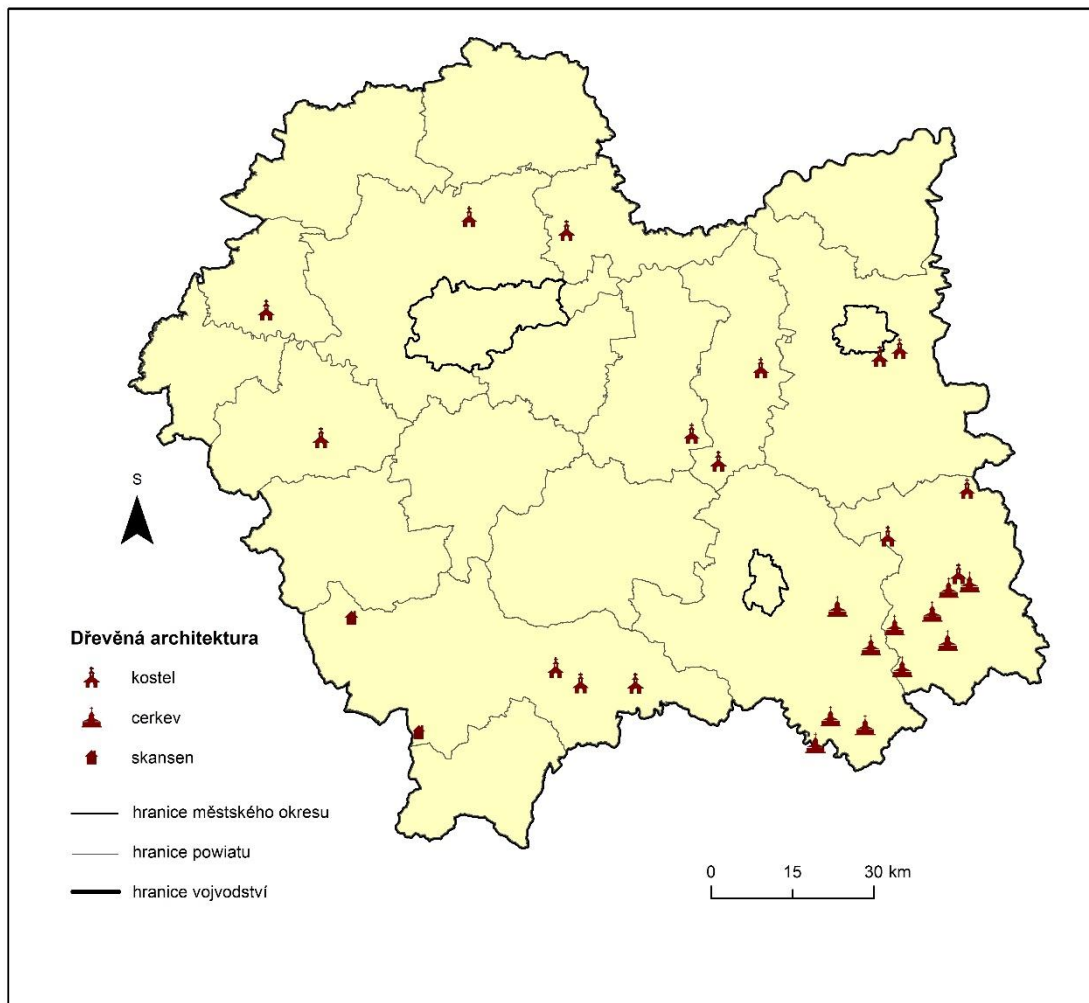 S
Dřevěná architektura
kostel
cerkev
skansen
hranice městského okresu
hranice powiatu
hranice vojvodství
0 15 30 km